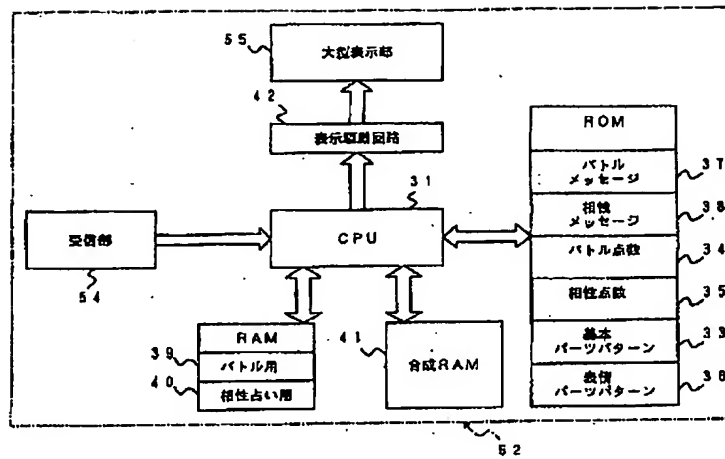 55
大型表示部
42
表示駆動回路
31
CPU
受信部
54
ROM
バトル
メッセージ
37
相性
メッセージ
38
バトル点数
34
相性点数
35
基本
パーツパターン
33
表情
パーツパターン
36
RAM
39
バトル用
40
相性占い用
41
合成RAM
52